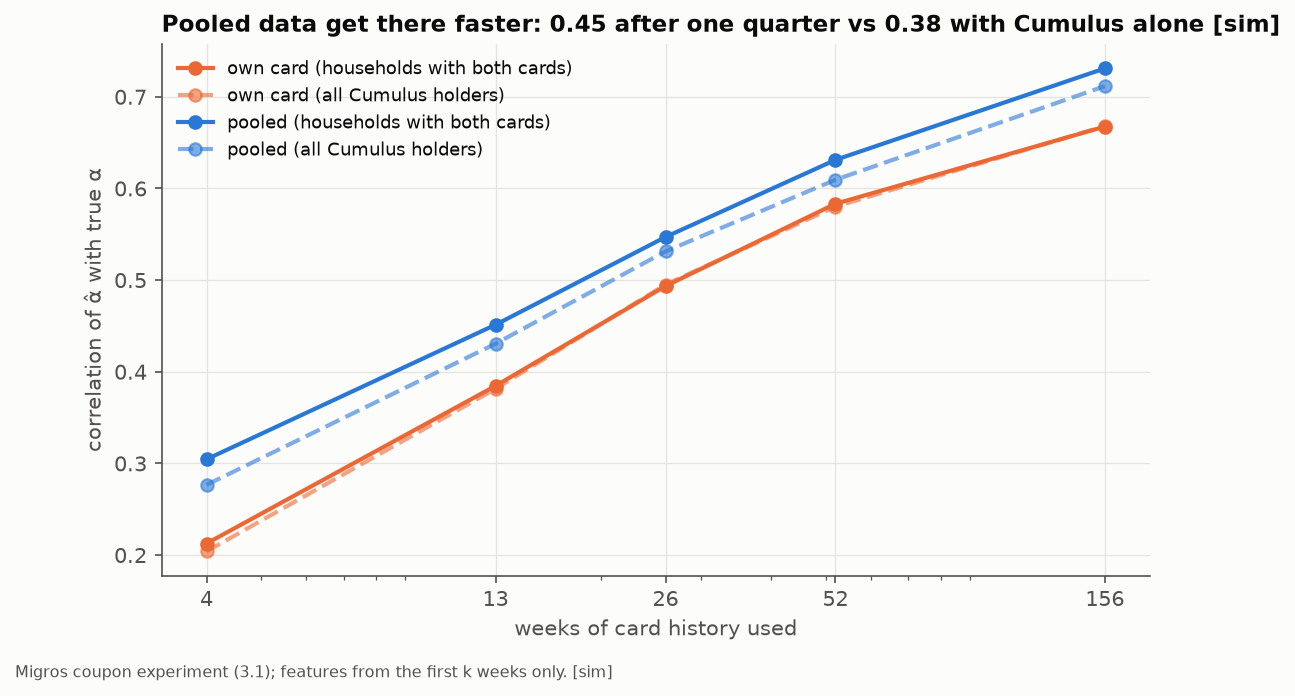 Pooled data get there faster: 0.45 after one quarter vs 0.38 with Cumulus alone [sim]
own card (households with both cards)
own card (all Cumulus holders)
pooled (households with both cards)
pooled (all Cumulus holders)
correlation of α̂ with true α
0.7
0.6
0.5
0.4
0.3
0.2
4 13 26 52 156
weeks of card history used
Migros coupon experiment (3.1); features from the first k weeks only. [sim]